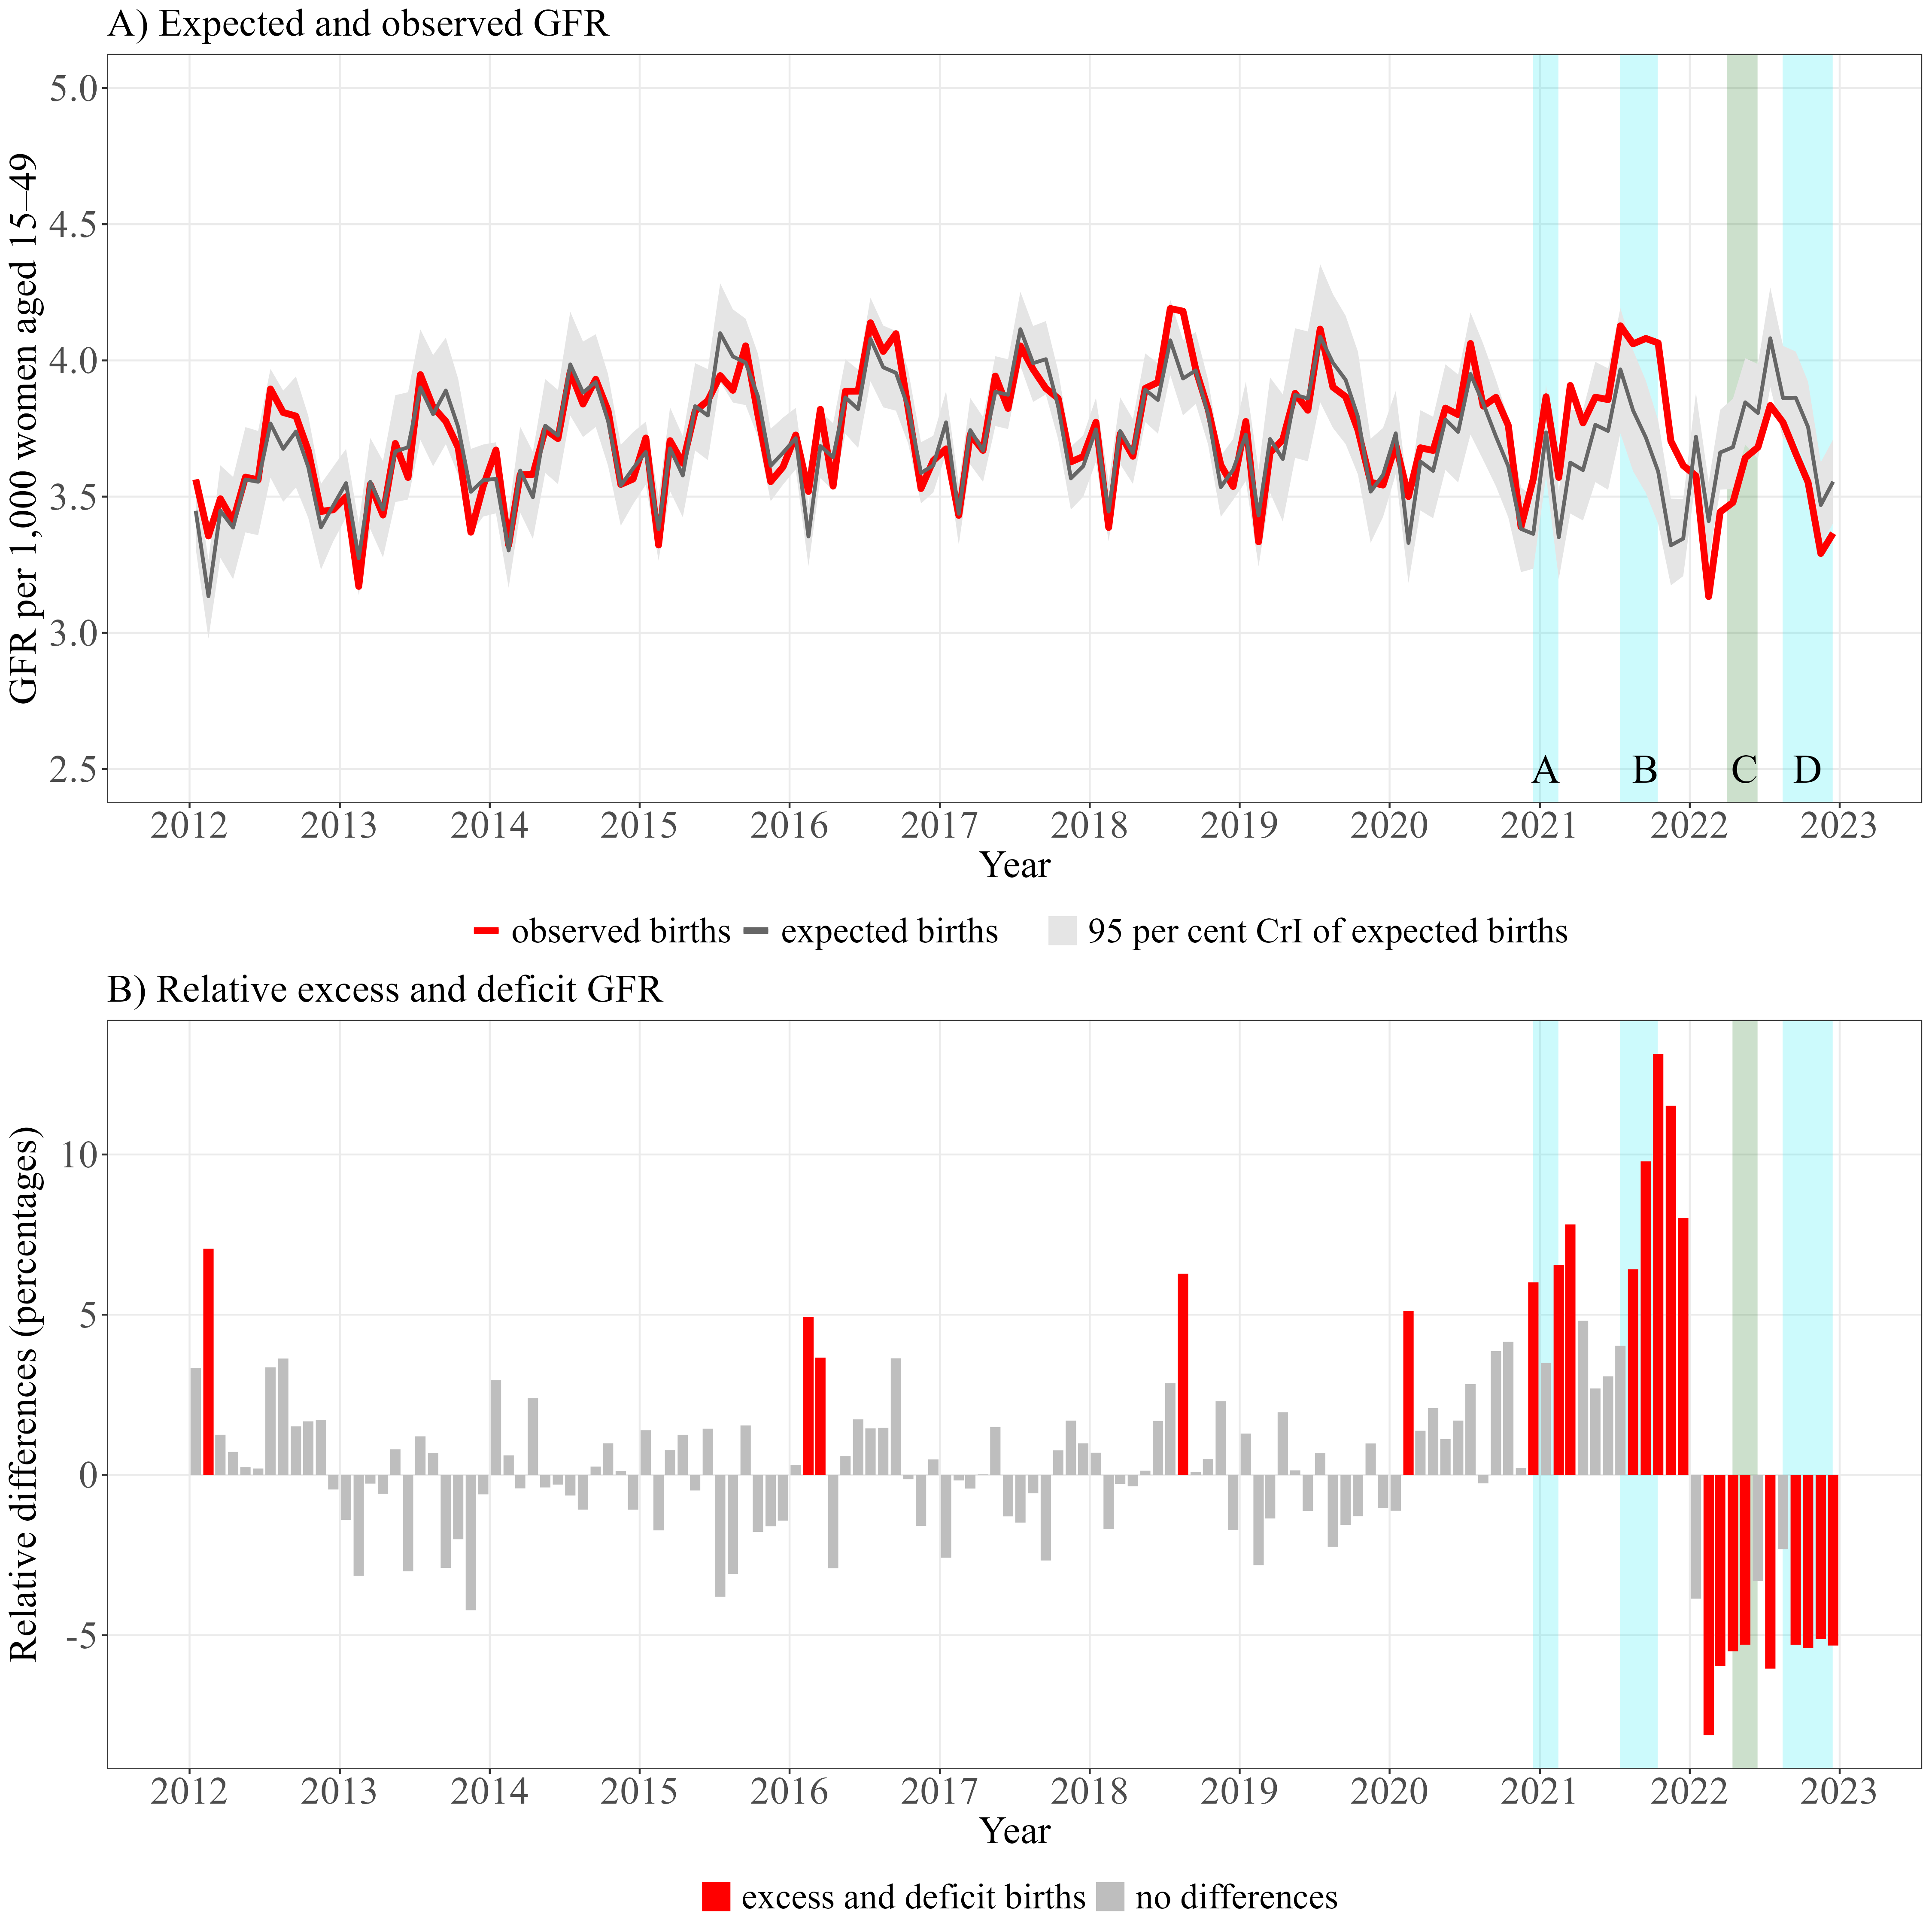 A) Expected and observed GFR
GFR per 1,000 women aged 15–49
5.0
4.5
4.0
3.5
3.0
2.5
A B C D
2012 2013 2014 2015 2016 2017 2018 2019 2020 2021 2022 2023
Year
observed births expected births 95 per cent CrI of expected births
B) Relative excess and deficit GFR
Relative differences (percentages)
10
5
0
-5
2012 2013 2014 2015 2016 2017 2018 2019 2020 2021 2022 2023
Year
excess and deficit births no differences